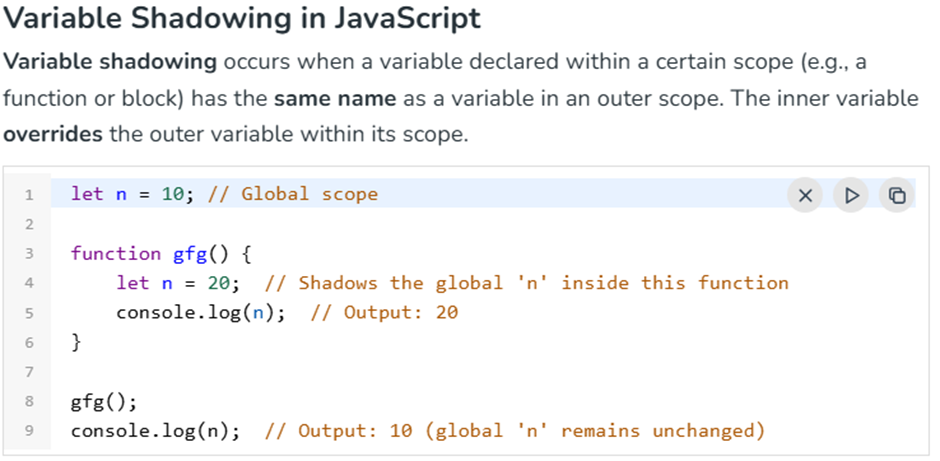 Variable Shadowing in JavaScript
Variable shadowing occurs when a variable declared within a certain scope (e.g., a
function or block) has the same name as a variable in an outer scope. The inner variable
overrides the outer variable within its scope.
1 let n = 10; // Global scope
2
3 function gfg() {
4     let n = 20;  // Shadows the global 'n' inside this function
5     console.log(n);  // Output: 20
6 }
7
8 gfg();
9 console.log(n);  // Output: 10 (global 'n' remains unchanged)